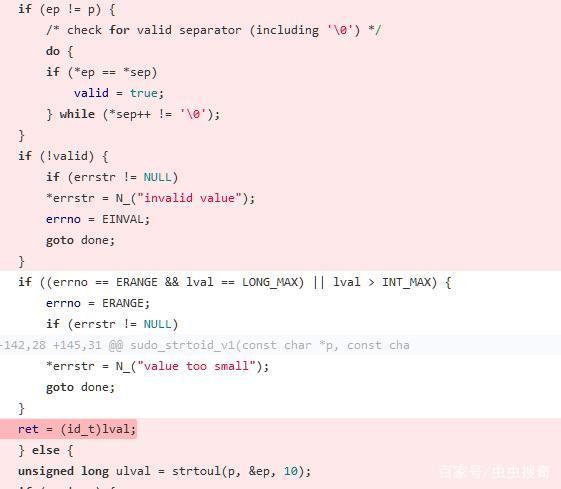 if (ep != p) {
/* check for valid separator (including '\0') */
do {
if (*ep == *sep)
valid = true;
} while (*sep++ != '\0');
}
if (!valid) {
if (errstr != NULL)
*errstr = N_("invalid value");
errno = EINVAL;
goto done;
}
if ((errno == ERANGE && lval == LONG_MAX) || lval > INT_MAX) {
errno = ERANGE;
if (errstr != NULL)
-142,28 +145,31 @@ sudo_strtoid_v1(const char *p, const cha
*errstr = N_("value too small");
goto done;
}
ret = (id_t)lval;
} else {
unsigned long ulval = strtoul(p, &ep, 10);
百家号/虫虫搜奇